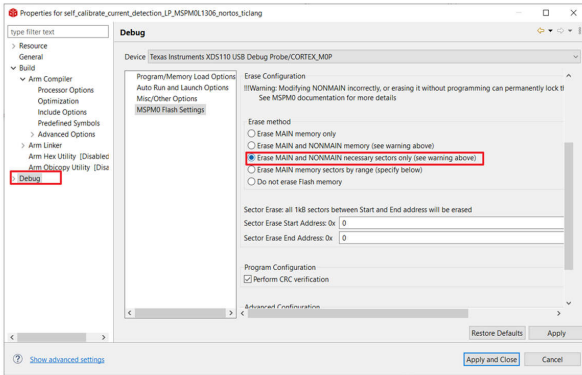 Properties for self_calibrate_current_detection_LP_MSPM0L1306_nortos_ticlang
type filter text
Debug
Resource
General
Build
Arm Compiler
Processor Options
Optimization
Include Options
Predefined Symbols
Advanced Options
Arm Linker
Arm Hex Utility [Disabled
Arm Objcopy Utility [Disa
Debug
Device Texas Instruments XDS110 USB Debug Probe/CORTEX_M0P
Program/Memory Load Options
Auto Run and Launch Options
Misc/Other Options
MSPM0 Flash Settings
Erase Configuration
!!!Warning: Modifying NONMAIN incorrectly, or erasing it without programming can permanently lock th
See MSPM0 documentation for more details
Erase method
Erase MAIN memory only
Erase MAIN and NONMAIN memory (see warning above)
Erase MAIN and NONMAIN necessary sectors only (see warning above)
Erase MAIN memory sectors by range (specify below)
Do not erase Flash memory
Sector Erase: all 1kB sectors between Start and End address will be erased
Sector Erase Start Address: 0x 0
Sector Erase End Address: 0x 0
Program Configuration
Perform CRC verification
Advanced Configuration
Restore Defaults Apply
Show advanced settings
Apply and Close Cancel